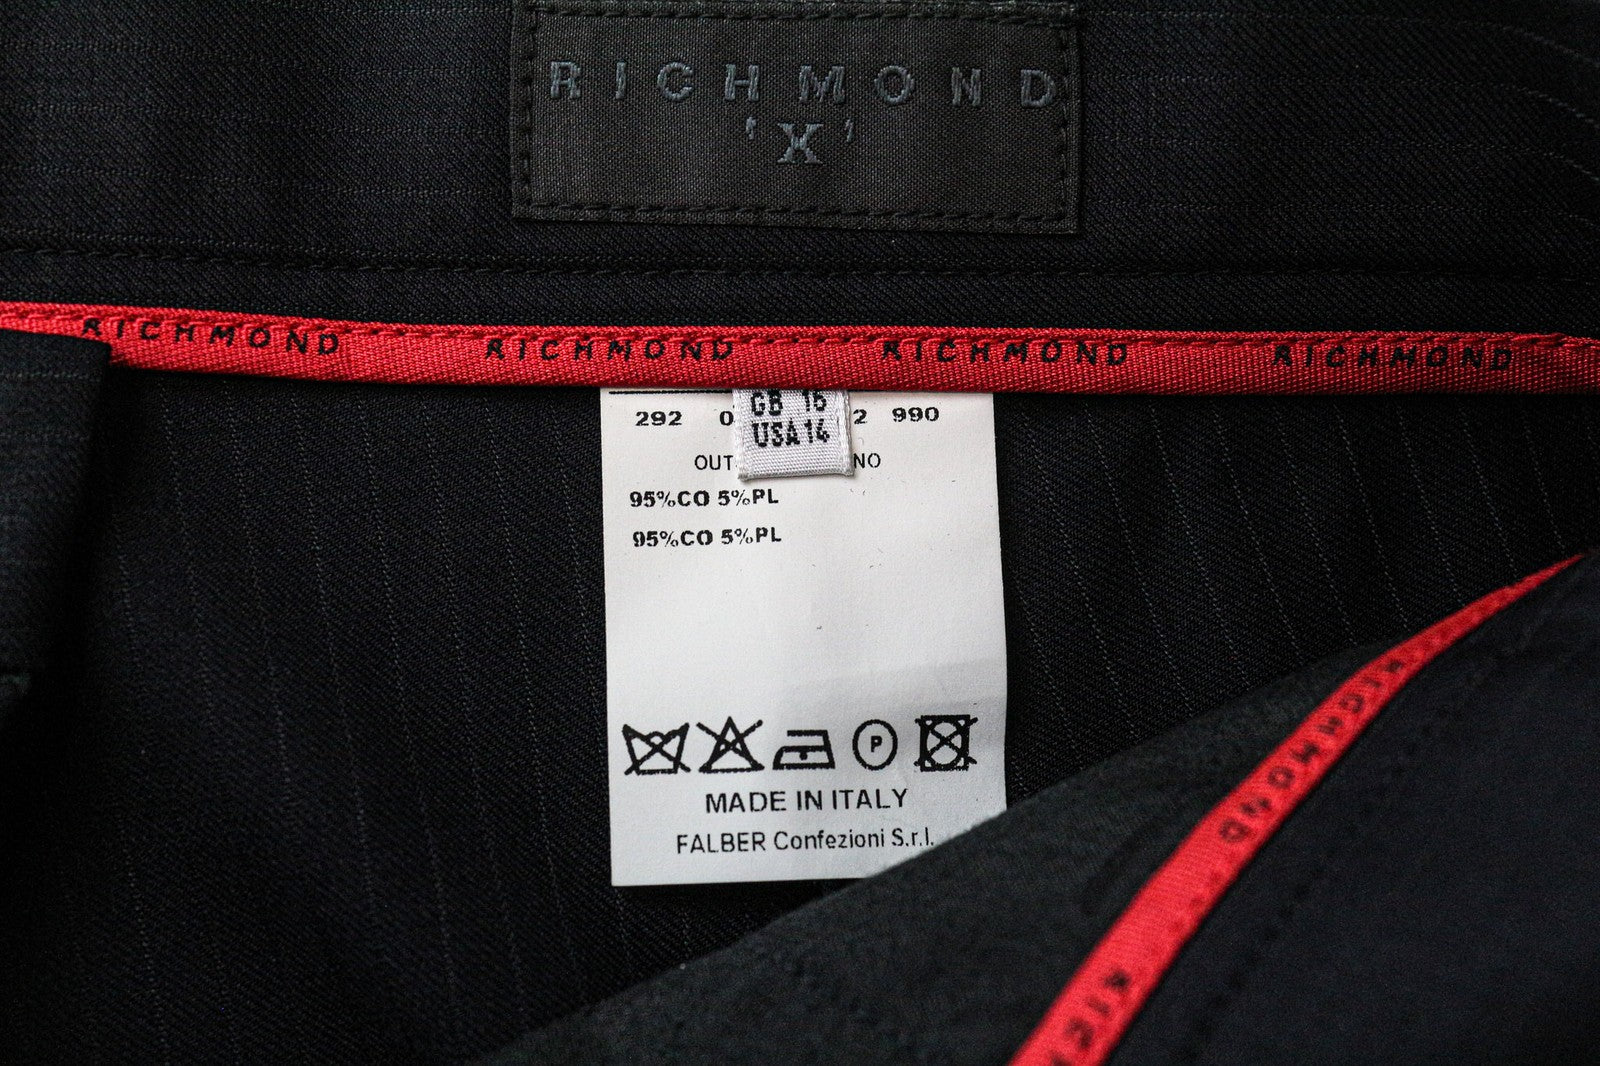 RICHMOND
'X'
RICHMOND RICHMOND RICHMOND RICHMOND
GB 16
USA 14
292 0 2 990
OUT NO
95%CO 5%PL
95%CO 5%PL
P
MADE IN ITALY
FALBER Confezioni S.r.l.
RICHMOND